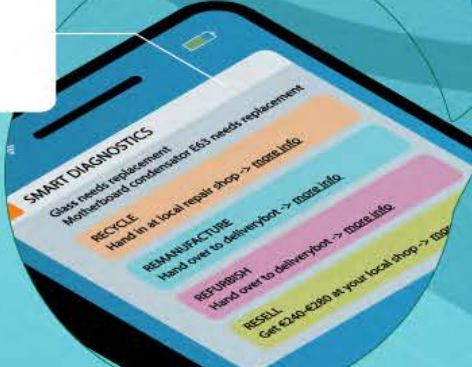 SMART DIAGNOSTICS
Glass needs replacement
Motherboard condensator E63 needs replacement
RECYCLE
Hand in at local repair shop -> more info
REMANUFACTURE
Hand over to deliverybot -> more info
REFURBISH
Hand over to deliverybot -> more info
RESELL
Get €240-€280 at your local shop ->